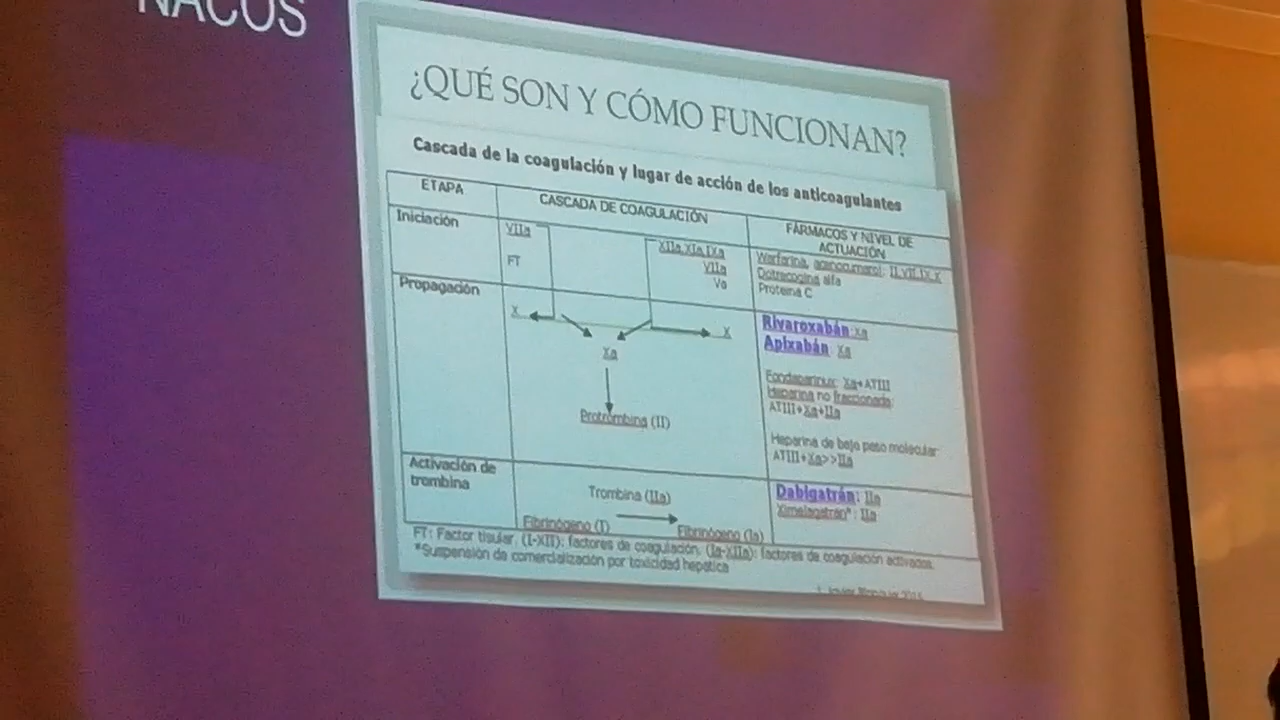 NACOS
¿QUÉ SON Y CÓMO FUNCIONAN?
Cascada de la coagulación y lugar de acción de los anticoagulantes
ETAPA
CASCADA DE COAGULACIÓN
FÁRMACOS Y NIVEL DE
ACTUACIÓN
Iniciación
VIIa
FT
XIIa, XIa, IXa
VIIa
Va
Warfarina, acenocumarol: II, VII, IX, X
Dotrecogina alfa
Proteína C
Propagación
X
X
Xa
Protrombina (II)
Rivaroxabán: Xa
Apixabán: Xa
Fondaparinux: Xa+ATIII
Heparina no fraccionada:
ATIII+Xa+IIa
Heparina de bajo peso molecular
ATIII+Xa>>IIa
Activación de
trombina
Trombina (IIa)
Fibrinógeno (I)
Fibrinógeno (Ia)
Dabigatrán: IIa
Ximelagatrán*: IIa
FT: Factor tisular. (I-XII): factores de coagulación. (Ia-XIIa): factores de coagulación activados.
*Suspensión de comercialización por toxicidad hepática